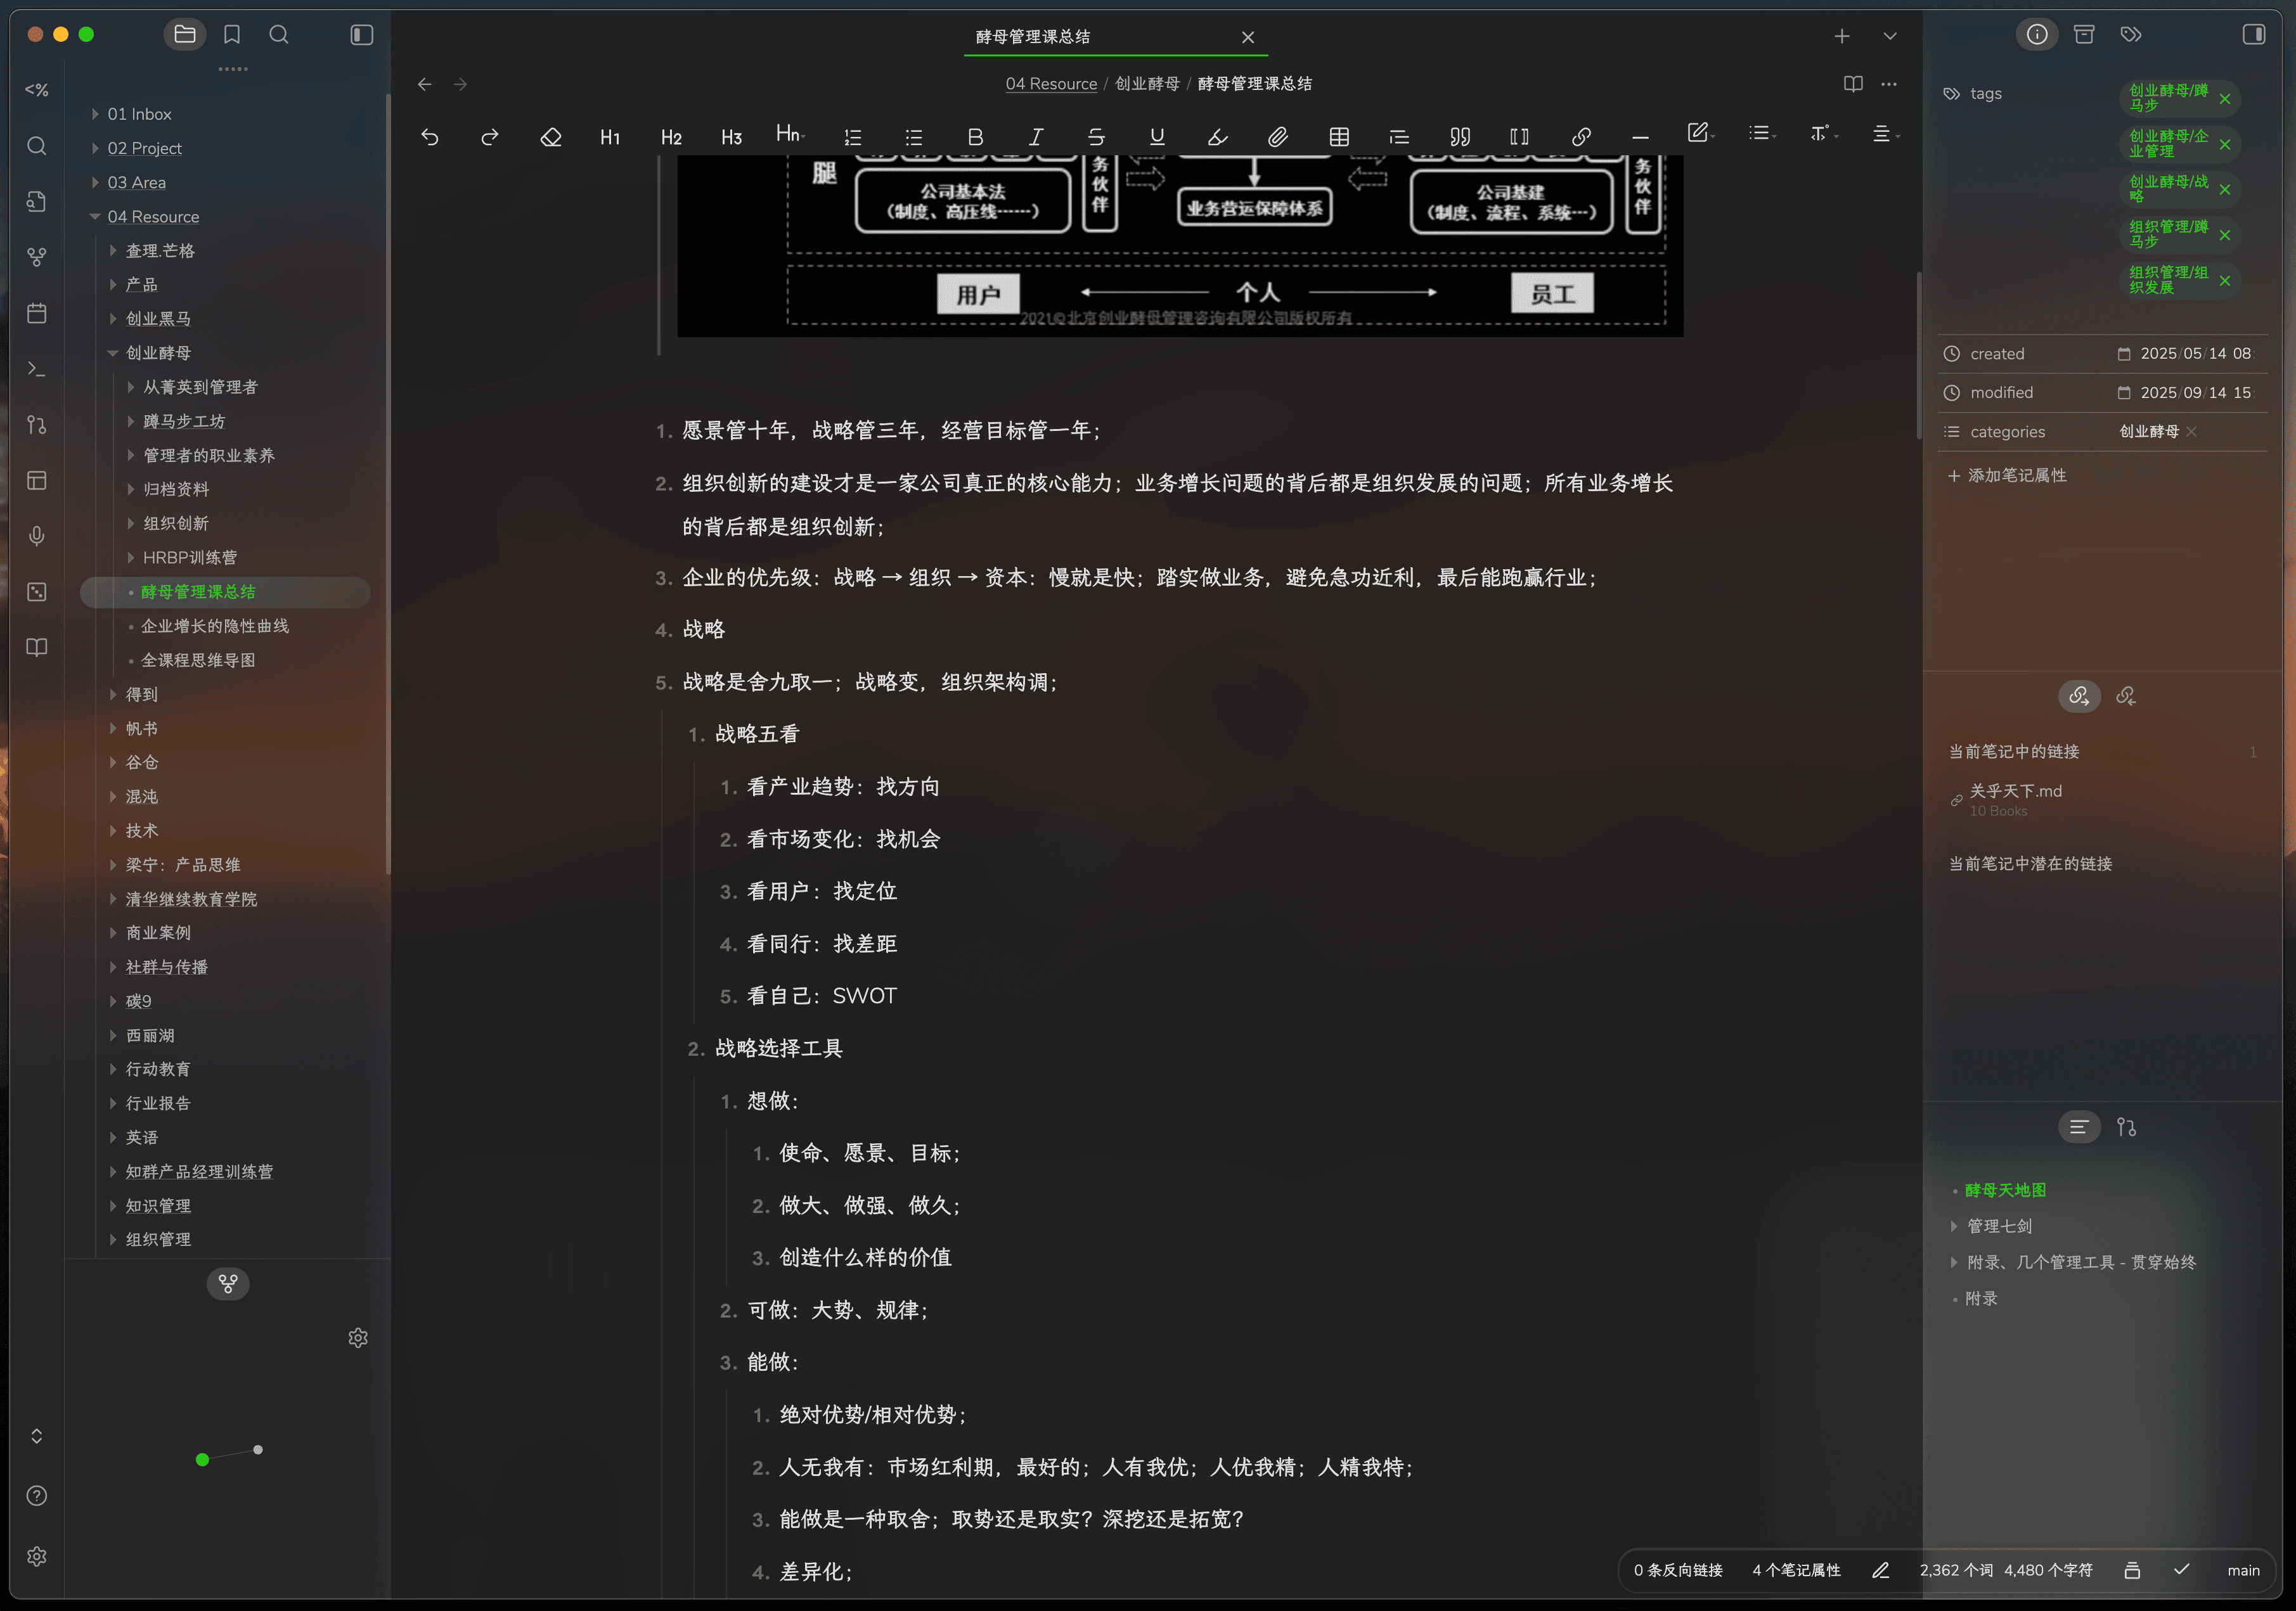 酵母管理课总结
<%
01 Inbox
02 Project
03 Area
04 Resource
查理.芒格
产品
创业黑马
创业酵母
从菁英到管理者
蹲马步工坊
管理者的职业素养
归档资料
组织创新
HRBP训练营
酵母管理课总结
企业增长的隐性曲线
全课程思维导图
得到
帆书
谷仓
混沌
技术
梁宁：产品思维
清华继续教育学院
商业案例
社群与传播
碳9
西丽湖
行动教育
行业报告
英语
知群产品经理训练营
知识管理
组织管理
04 Resource / 创业酵母 / 酵母管理课总结
H1 H2 H3 Hn
腿
公司基本法
（制度、高压线……）
务伙伴
业务营运保障体系
公司基建
（制度、流程、系统…）
务伙伴
用户
个人
员工
2021©北京创业酵母管理咨询有限公司版权所有
1. 愿景管十年，战略管三年，经营目标管一年；
2. 组织创新的建设才是一家公司真正的核心能力；业务增长问题的背后都是组织发展的问题；所有业务增长
的背后都是组织创新；
3. 企业的优先级：战略 → 组织 → 资本：慢就是快；踏实做业务，避免急功近利，最后能跑赢行业；
4. 战略
5. 战略是舍九取一；战略变，组织架构调；
1. 战略五看
1. 看产业趋势：找方向
2. 看市场变化：找机会
3. 看用户：找定位
4. 看同行：找差距
5. 看自己：SWOT
2. 战略选择工具
1. 想做：
1. 使命、愿景、目标；
2. 做大、做强、做久；
3. 创造什么样的价值
2. 可做：大势、规律；
3. 能做：
1. 绝对优势/相对优势；
2. 人无我有：市场红利期，最好的；人有我优；人优我精；人精我特；
3. 能做是一种取舍；取势还是取实？深挖还是拓宽？
4. 差异化；
tags
创业酵母/蹲
马步
创业酵母/企
业管理
创业酵母/战
略
组织管理/蹲
马步
组织管理/组
织发展
created 2025/05/14 08:
modified 2025/09/14 15:
categories 创业酵母
添加笔记属性
当前笔记中的链接 1
关乎天下.md
10 Books
当前笔记中潜在的链接
酵母天地图
管理七剑
附录、几个管理工具 - 贯穿始终
附录
0 条反向链接 4 个笔记属性 2,362 个词 4,480 个字符 main